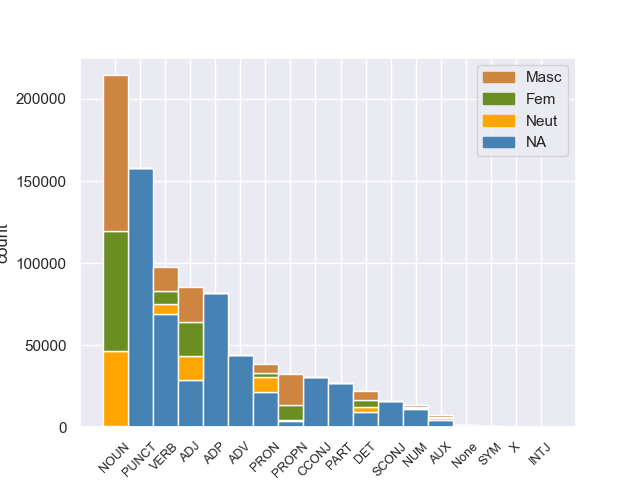 Masc
Fem
Neut
NA
200000
150000
100000
50000
0
count
NOUN
PUNCT
VERB
ADJ
ADP
ADV
PRON
PROPN
CCONJ
PART
DET
SCONJ
NUM
AUX
None
SYM
X
INTJ